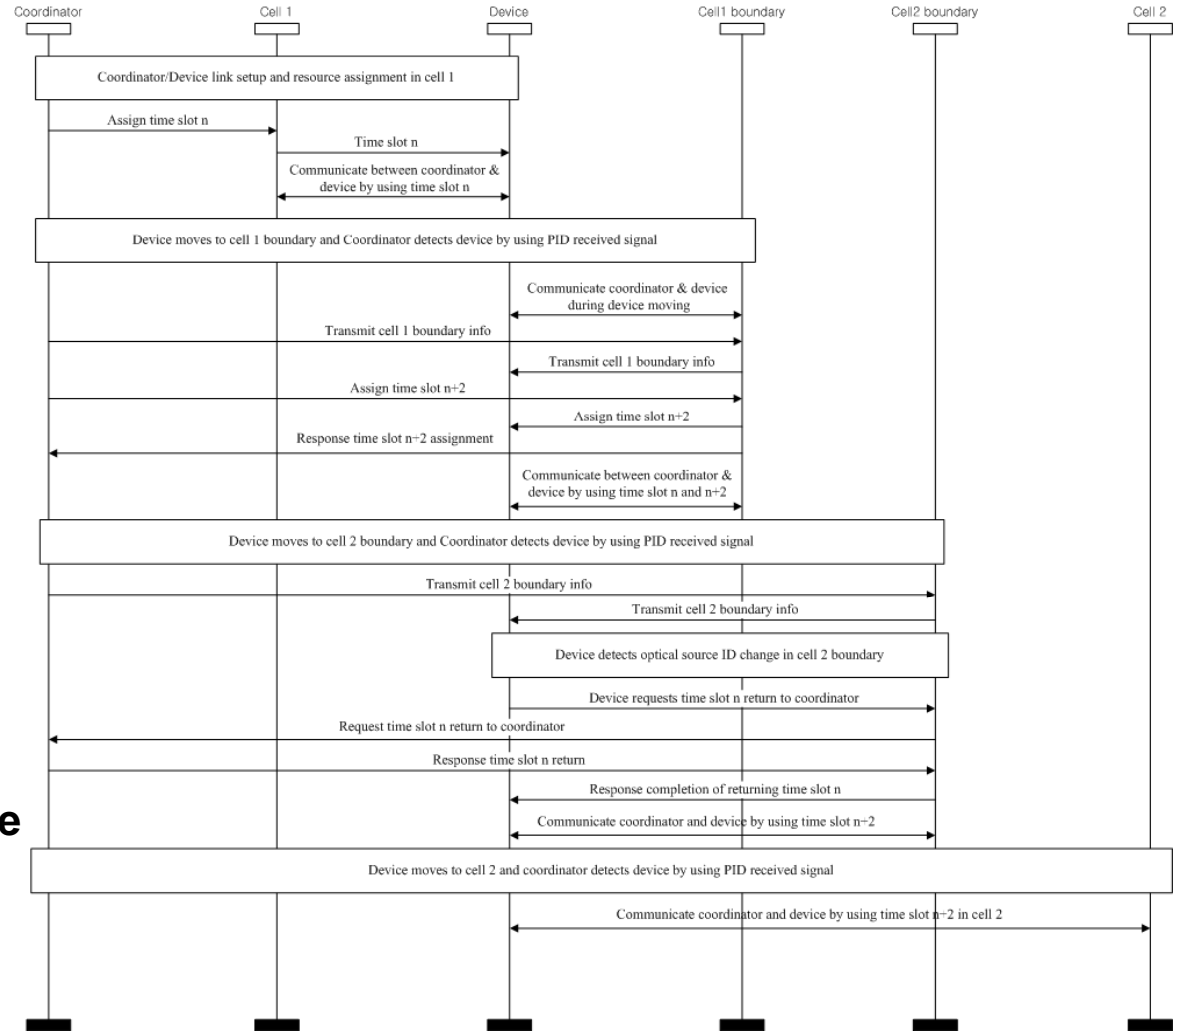 Coordinator
Cell 1
Device
Cell1 boundary
Cell2 boundary
Cell 2
Coordinator/Device link setup and resource assignment in cell 1
Assign time slot n
Time slot n
Communicate between coordinator &
device by using time slot n
Device moves to cell 1 boundary and Coordinator detects device by using PID received signal
Communicate coordinator & device
during device moving
Transmit cell 1 boundary info
Transmit cell 1 boundary info
Assign time slot n+2
Assign time slot n+2
Response time slot n+2 assignment
Communicate between coordinator &
device by using time slot n and n+2
Device moves to cell 2 boundary and Coordinator detects device by using PID received signal
Transmit cell 2 boundary info
Transmit cell 2 boundary info
Device detects optical source ID change in cell 2 boundary
Device requests time slot n return to coordinator
Request time slot n return to coordinator
Response time slot n return
Response completion of returning time slot n
e
Communicate coordinator and device by using time slot n+2
Device moves to cell 2 and coordinator detects device by using PID received signal
Communicate coordinator and device by using time slot n+2 in cell 2